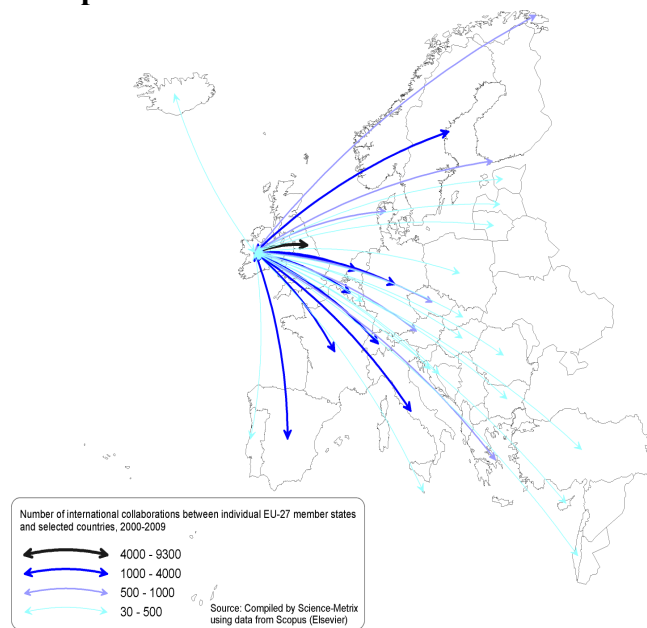 Number of international collaborations between individual EU-27 member states
and selected countries, 2000-2009
4000 - 9300
1000 - 4000
500 - 1000
30 - 500
Source: Compiled by Science-Metrix
using data from Scopus (Elsevier)